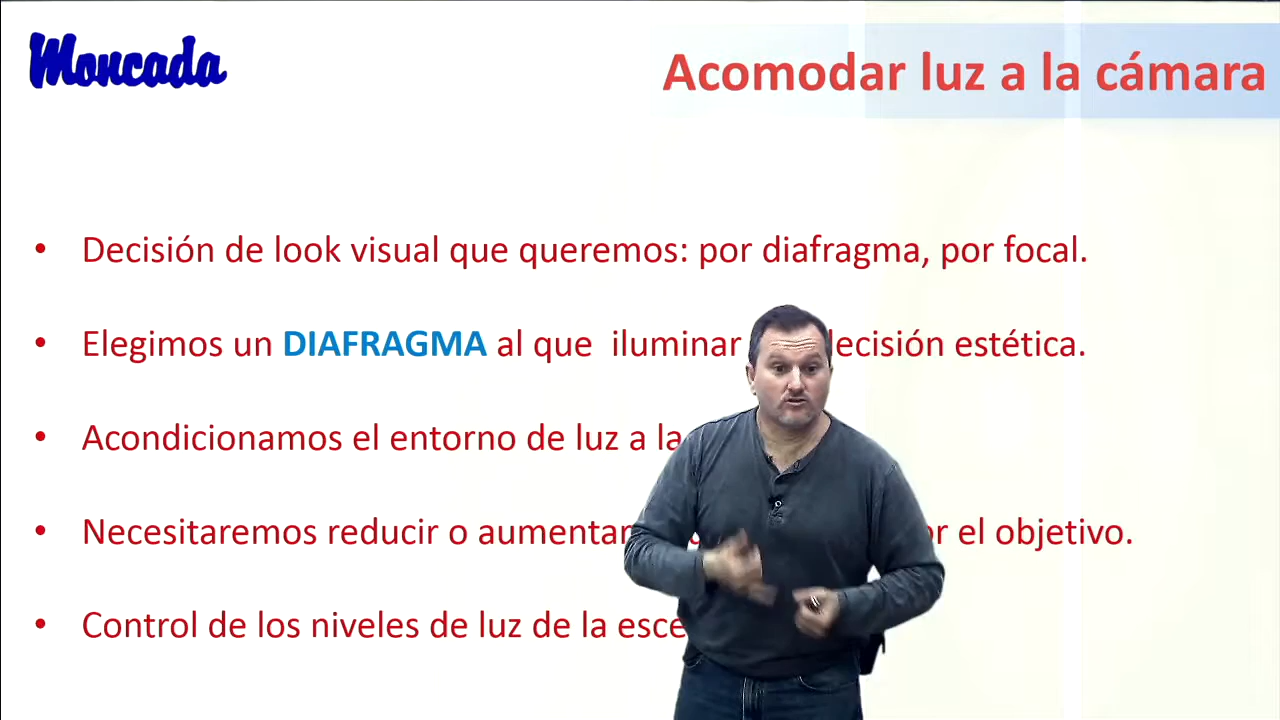 Moncada
Acomodar luz a la cámara
• Decisión de look visual que queremos: por diafragma, por focal.
• Elegimos un DIAFRAGMA al que iluminar ecisión estética.
• Acondicionamos el entorno de luz a la
• Necesitaremos reducir o aumentar el objetivo.
• Control de los niveles de luz de la esce